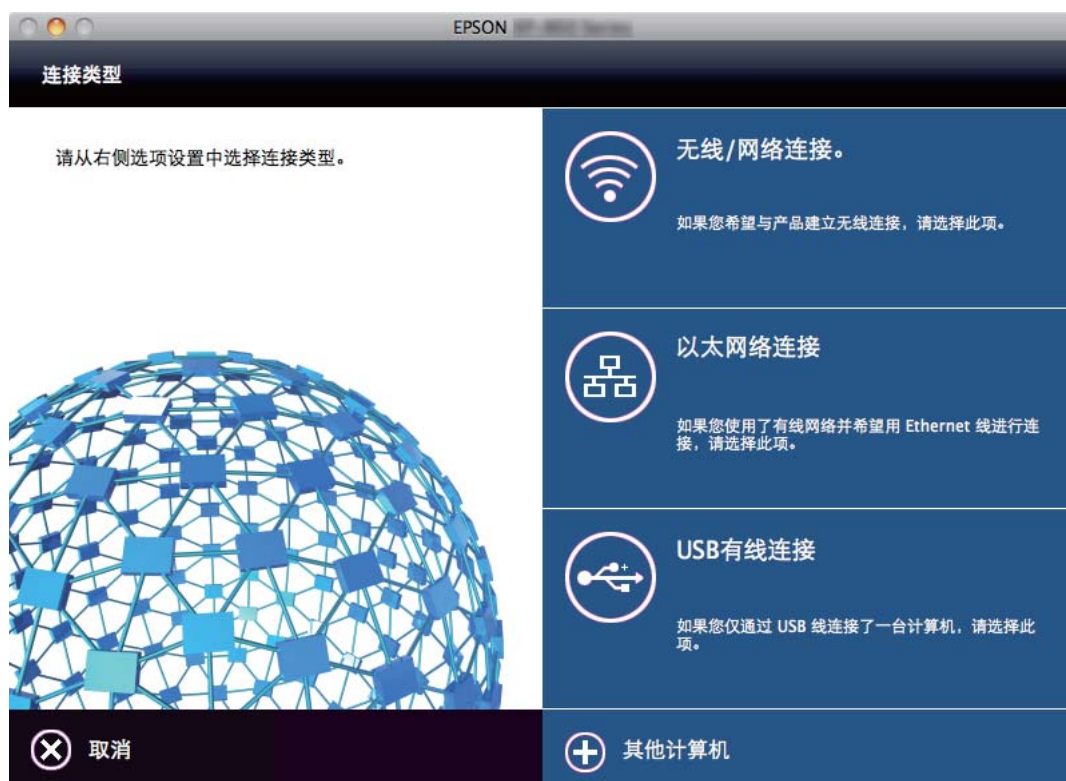 EPSON
连接类型
请从右侧选项设置中选择连接类型。
无线/网络连接。
如果您希望与产品建立无线连接，请选择此项。
以太网络连接
如果您使用了有线网络并希望用 Ethernet 线进行连
接，请选择此项。
USB有线连接
如果您仅通过 USB 线连接了一台计算机，请选择此
项。
取消
其他计算机